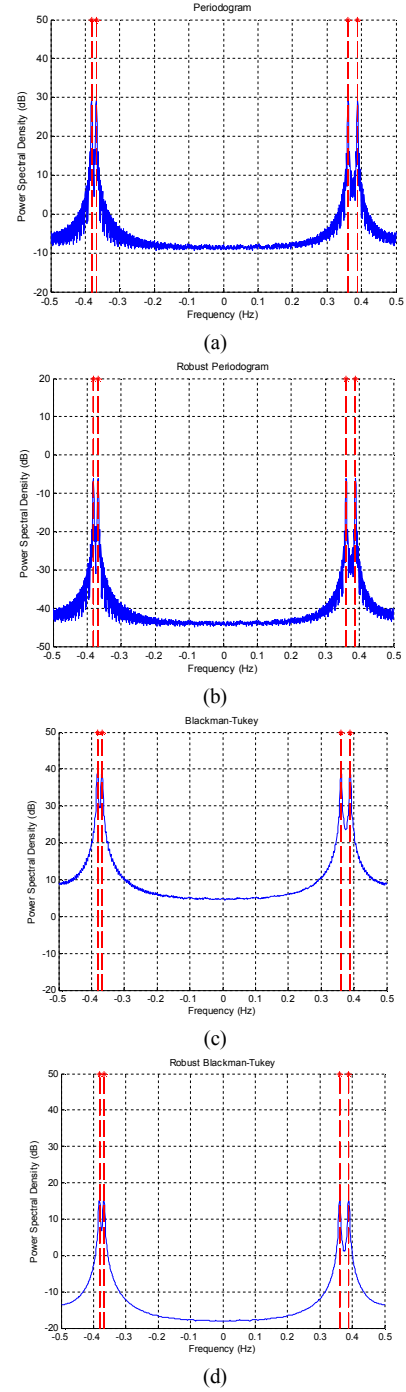 Periodogram
50
40
30
20
10
0
-10
-20
Power Spectral Density (dB)
-0.5 -0.4 -0.3 -0.2 -0.1 0 0.1 0.2 0.3 0.4 0.5
Frequency (Hz)
(a)
Robust Periodogram
20
10
0
-10
-20
-30
-40
-50
Power Spectral Density (dB)
-0.5 -0.4 -0.3 -0.2 -0.1 0 0.1 0.2 0.3 0.4 0.5
Frequency (Hz)
(b)
Blackman-Tukey
50
40
30
20
10
0
-10
-20
Power Spectral Density (dB)
-0.5 -0.4 -0.3 -0.2 -0.1 0 0.1 0.2 0.3 0.4 0.5
Frequency (Hz)
(c)
Robust Blackman-Tukey
50
40
30
20
10
0
-10
-20
Power Spectral Density (dB)
-0.5 -0.4 -0.3 -0.2 -0.1 0 0.1 0.2 0.3 0.4 0.5
Frequency (Hz)
(d)